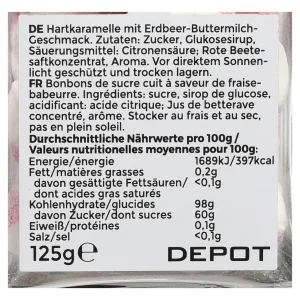 DE Hartkaramelle mit Erdbeer-Buttermilch-
Geschmack. Zutaten: Zucker, Glukosesirup,
Säuerungsmittel: Citronensäure; Rote Beete-
saftkonzentrat, Aroma. Vor direktem Sonnen-
licht geschützt und trocken lagern.
FR Bonbons de sucre cuit à saveur de fraise-
babeurre. Ingrédients: sucre, sirop de glucose,
acidificant: acide citrique; Jus de betterave
concentré, arôme. Stocker au frais et au sec,
pas en plein soleil.
Durchschnittliche Nährwerte pro 100g/
Valeurs nutritionelles moyennes pour 100g:
Energie/énergie 1689kJ/397kcal
Fett/matières grasses 0,2g
davon gesättigte Fettsäuren/ <0,1g
dont acides gras saturés
Kohlenhydrate/glucides 98g
davon Zucker/dont sucres 60g
Eiweiß/protéines 0,1g
Salz/sel <0,1g
125g℮ DEPOT